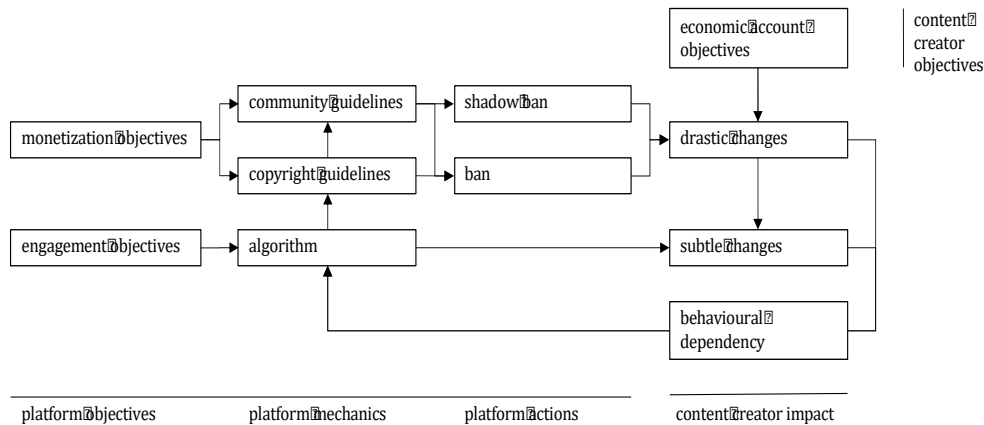 economic account
objectives
content
creator
objectives
community guidelines
shadow ban
monetization objectives
drastic changes
copyright guidelines
ban
engagement objectives
algorithm
subtle changes
behavioural
dependency
platform objectives
platform mechanics
platform actions
content creator impact